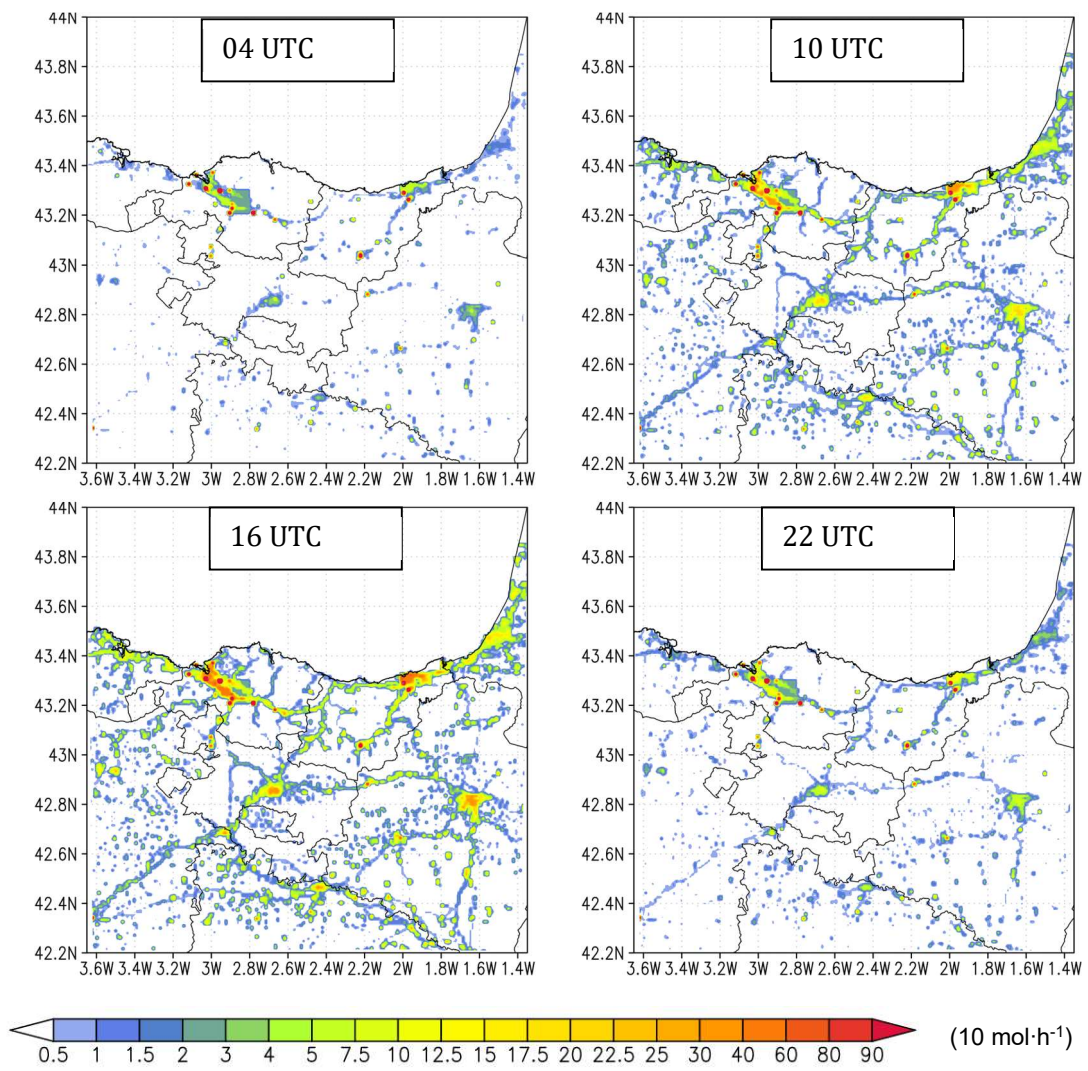 04 UTC
44N
43.8N
43.6N
43.4N
43.2N
43N
42.8N
42.6N
42.4N
42.2N
3.6W 3.4W 3.2W 3W 2.8W 2.6W 2.4W 2.2W 2W 1.8W 1.6W 1.4W
10 UTC
44N
43.8N
43.6N
43.4N
43.2N
43N
42.8N
42.6N
42.4N
42.2N
3.6W 3.4W 3.2W 3W 2.8W 2.6W 2.4W 2.2W 2W 1.8W 1.6W 1.4W
16 UTC
44N
43.8N
43.6N
43.4N
43.2N
43N
42.8N
42.6N
42.4N
42.2N
3.6W 3.4W 3.2W 3W 2.8W 2.6W 2.4W 2.2W 2W 1.8W 1.6W 1.4W
22 UTC
44N
43.8N
43.6N
43.4N
43.2N
43N
42.8N
42.6N
42.4N
42.2N
3.6W 3.4W 3.2W 3W 2.8W 2.6W 2.4W 2.2W 2W 1.8W 1.6W 1.4W
0.5 1 1.5 2 3 4 5 7.5 10 12.5 15 17.5 20 22.5 25 30 40 60 80 90
(10 mol·h⁻¹)